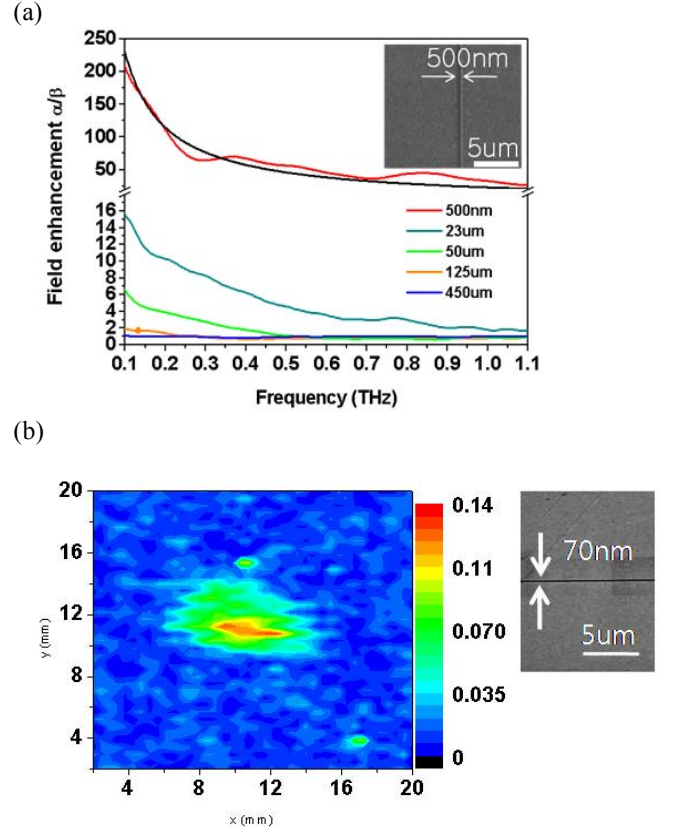 (a)
Field enhancement α/β
250
200
150
100
50
16
14
12
10
8
6
4
2
0
0.1 0.2 0.3 0.4 0.5 0.6 0.7 0.8 0.9 1.0 1.1
Frequency (THz)
500nm
5um
500nm
23um
50um
125um
450um
(b)
y (mm)
20
16
12
8
4
4 8 12 16 20
x (mm)
0.14
0.11
0.070
0.035
0
70nm
5um